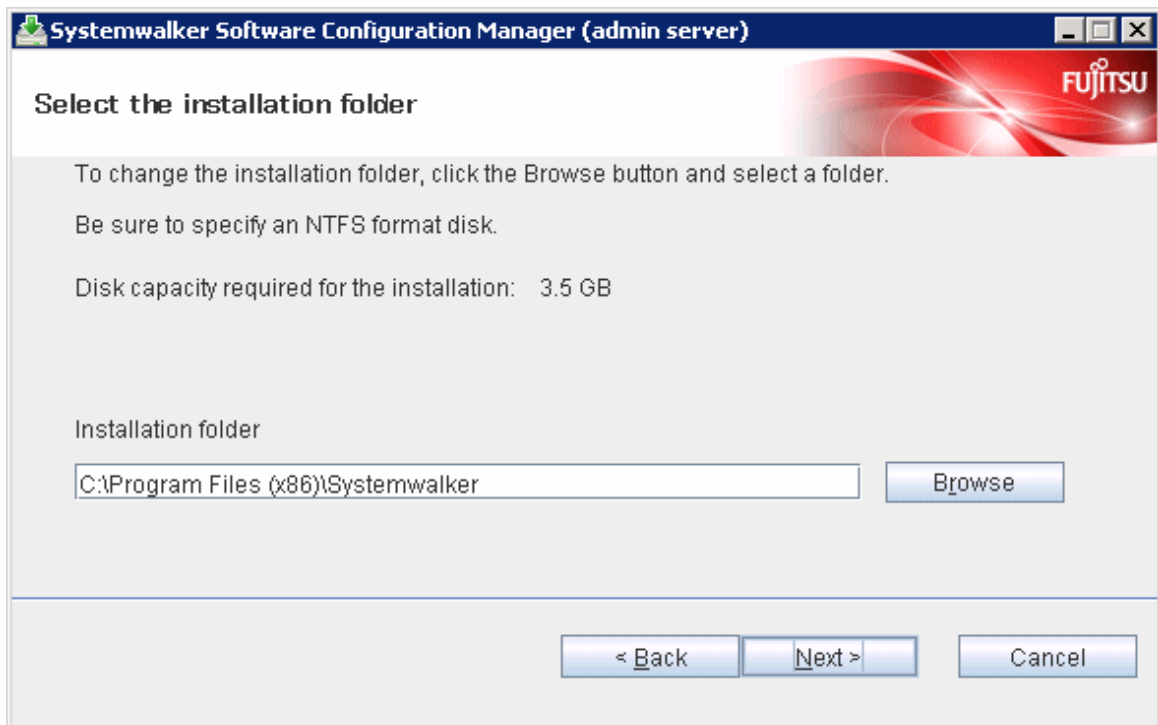 Systemwalker Software Configuration Manager (admin server)
FUJITSU
Select the installation folder
To change the installation folder, click the Browse button and select a folder.
Be sure to specify an NTFS format disk.
Disk capacity required for the installation: 3.5 GB
Installation folder
C:\Program Files (x86)\Systemwalker
Browse
< Back
Next >
Cancel